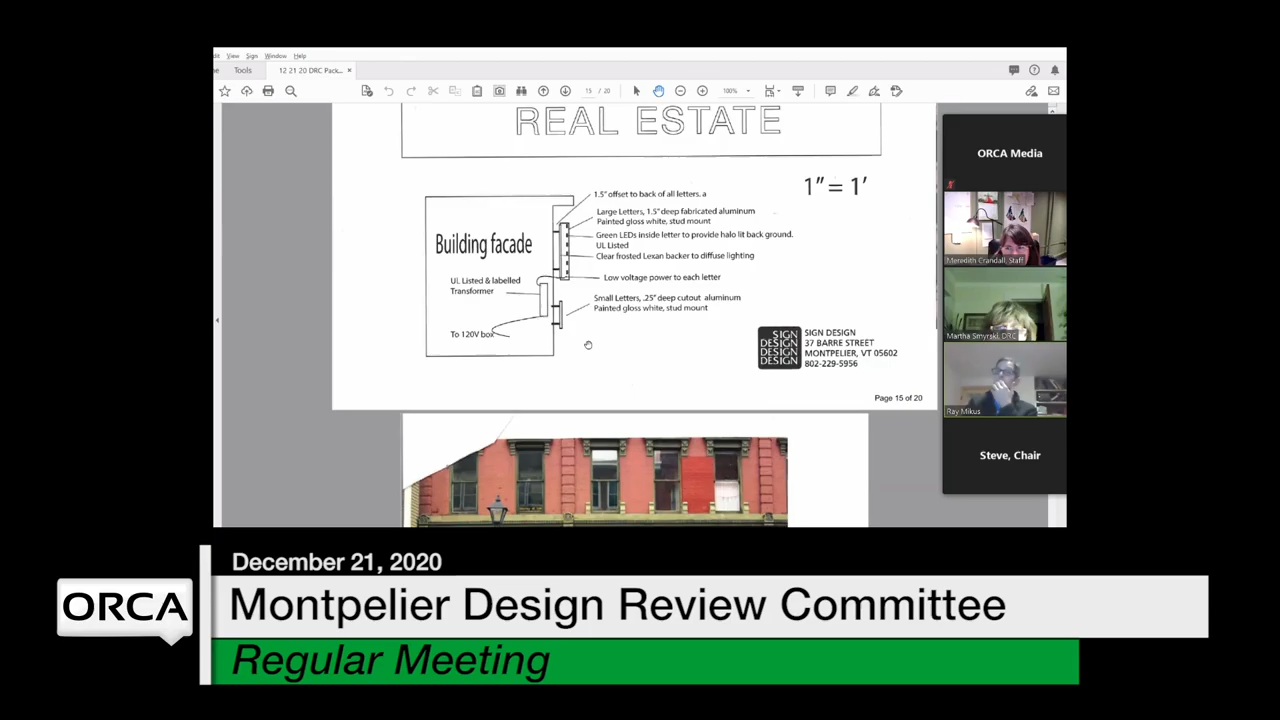 View Sign Window Help
Tools 12 21 20 DRC Pack... ×
15 / 20 100%
REAL ESTATE
1" = 1'
1.5" offset to back of all letters. a
Large Letters, 1.5" deep fabricated aluminum
Painted gloss white, stud mount
Building facade
Green LEDs inside letter to provide halo lit back ground.
UL Listed
Clear frosted Lexan backer to diffuse lighting
UL Listed & labelled
Transformer
Low voltage power to each letter
Small Letters, .25" deep cutout aluminum
Painted gloss white, stud mount
To 120V box
SIGN
DESIGN
DESIGN
DESIGN
SIGN DESIGN
37 BARRE STREET
MONTPELIER, VT 05602
802-229-5956
Page 15 of 20
ORCA Media
Meredith Crandall, Staff
Martha Smyrski, DRC
Ray Mikus
Steve, Chair
December 21, 2020
ORCA
Montpelier Design Review Committee
Regular Meeting